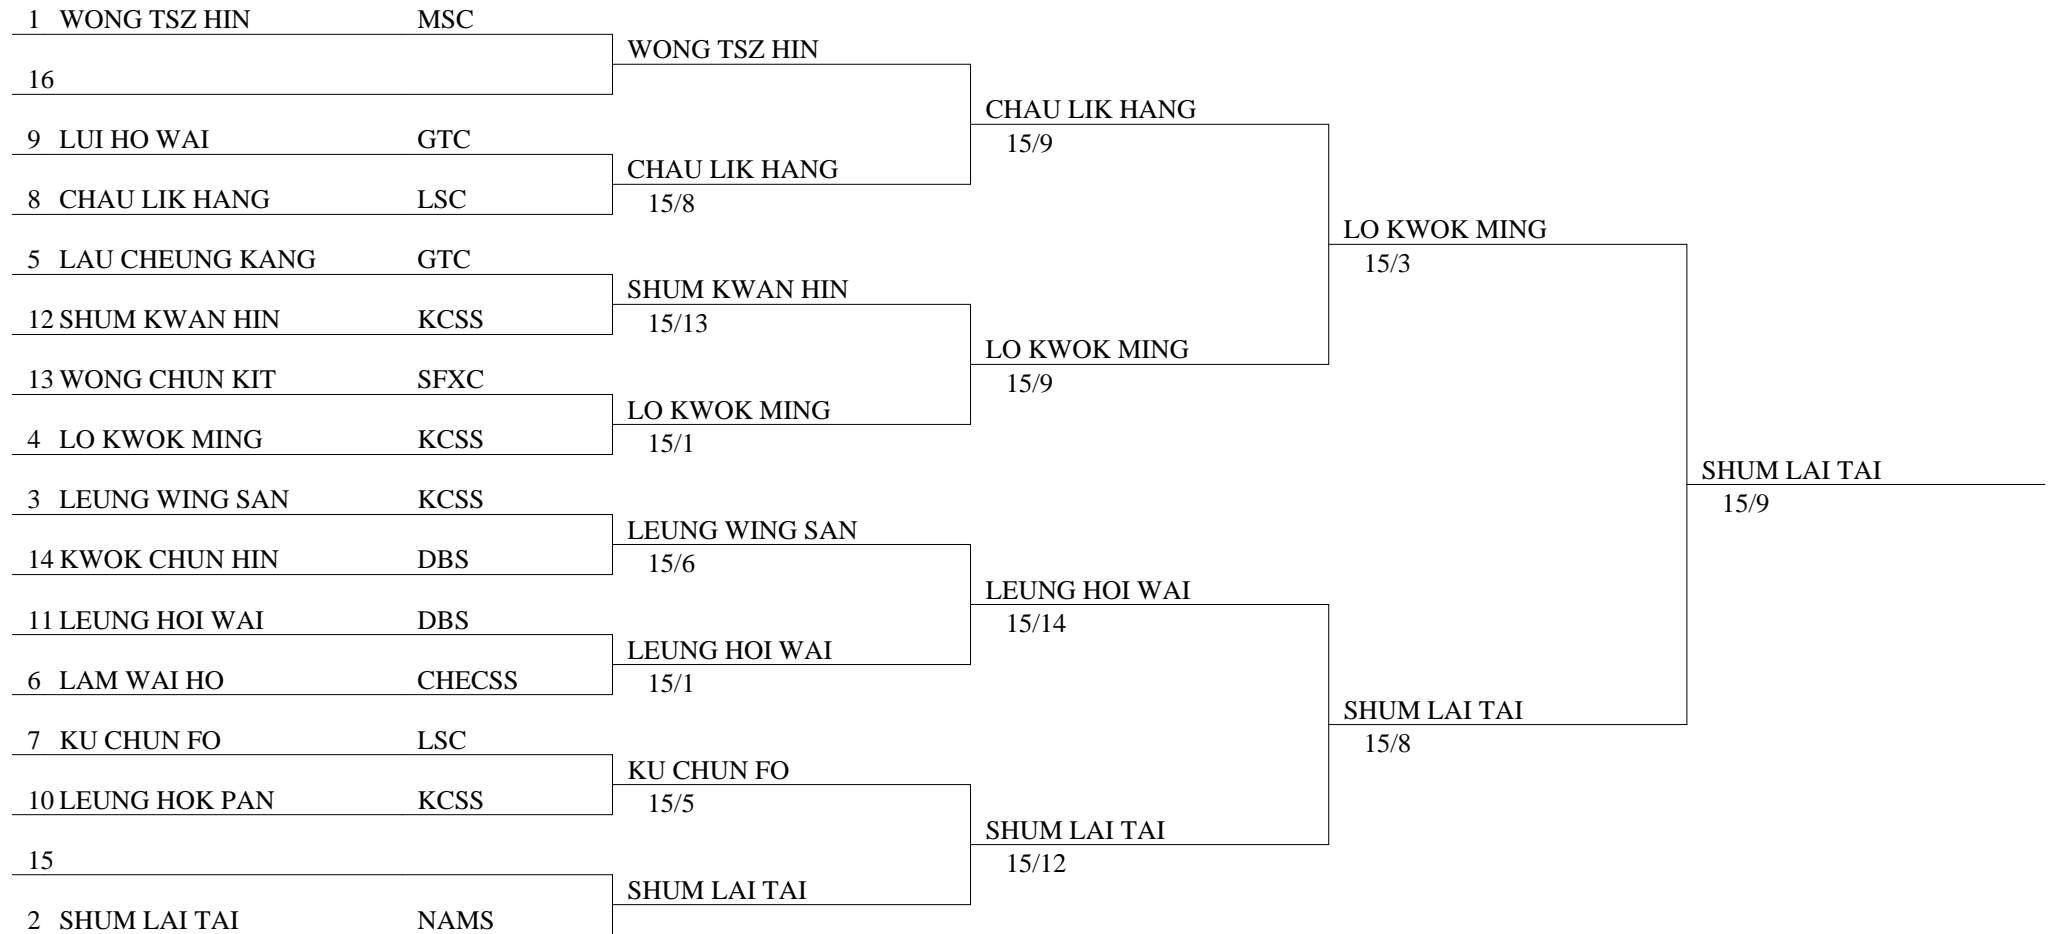 1 WONG TSZ HIN MSC
WONG TSZ HIN
16
CHAU LIK HANG
15/9
9 LUI HO WAI GTC
CHAU LIK HANG
15/8
8 CHAU LIK HANG LSC
LO KWOK MING
15/3
5 LAU CHEUNG KANG GTC
SHUM KWAN HIN
15/13
12 SHUM KWAN HIN KCSS
LO KWOK MING
15/9
13 WONG CHUN KIT SFXC
LO KWOK MING
15/1
4 LO KWOK MING KCSS
SHUM LAI TAI
15/9
3 LEUNG WING SAN KCSS
LEUNG WING SAN
15/6
14 KWOK CHUN HIN DBS
LEUNG HOI WAI
15/14
11 LEUNG HOI WAI DBS
LEUNG HOI WAI
15/1
6 LAM WAI HO CHECSS
SHUM LAI TAI
15/8
7 KU CHUN FO LSC
KU CHUN FO
15/5
10 LEUNG HOK PAN KCSS
SHUM LAI TAI
15/12
15
SHUM LAI TAI
2 SHUM LAI TAI NAMS